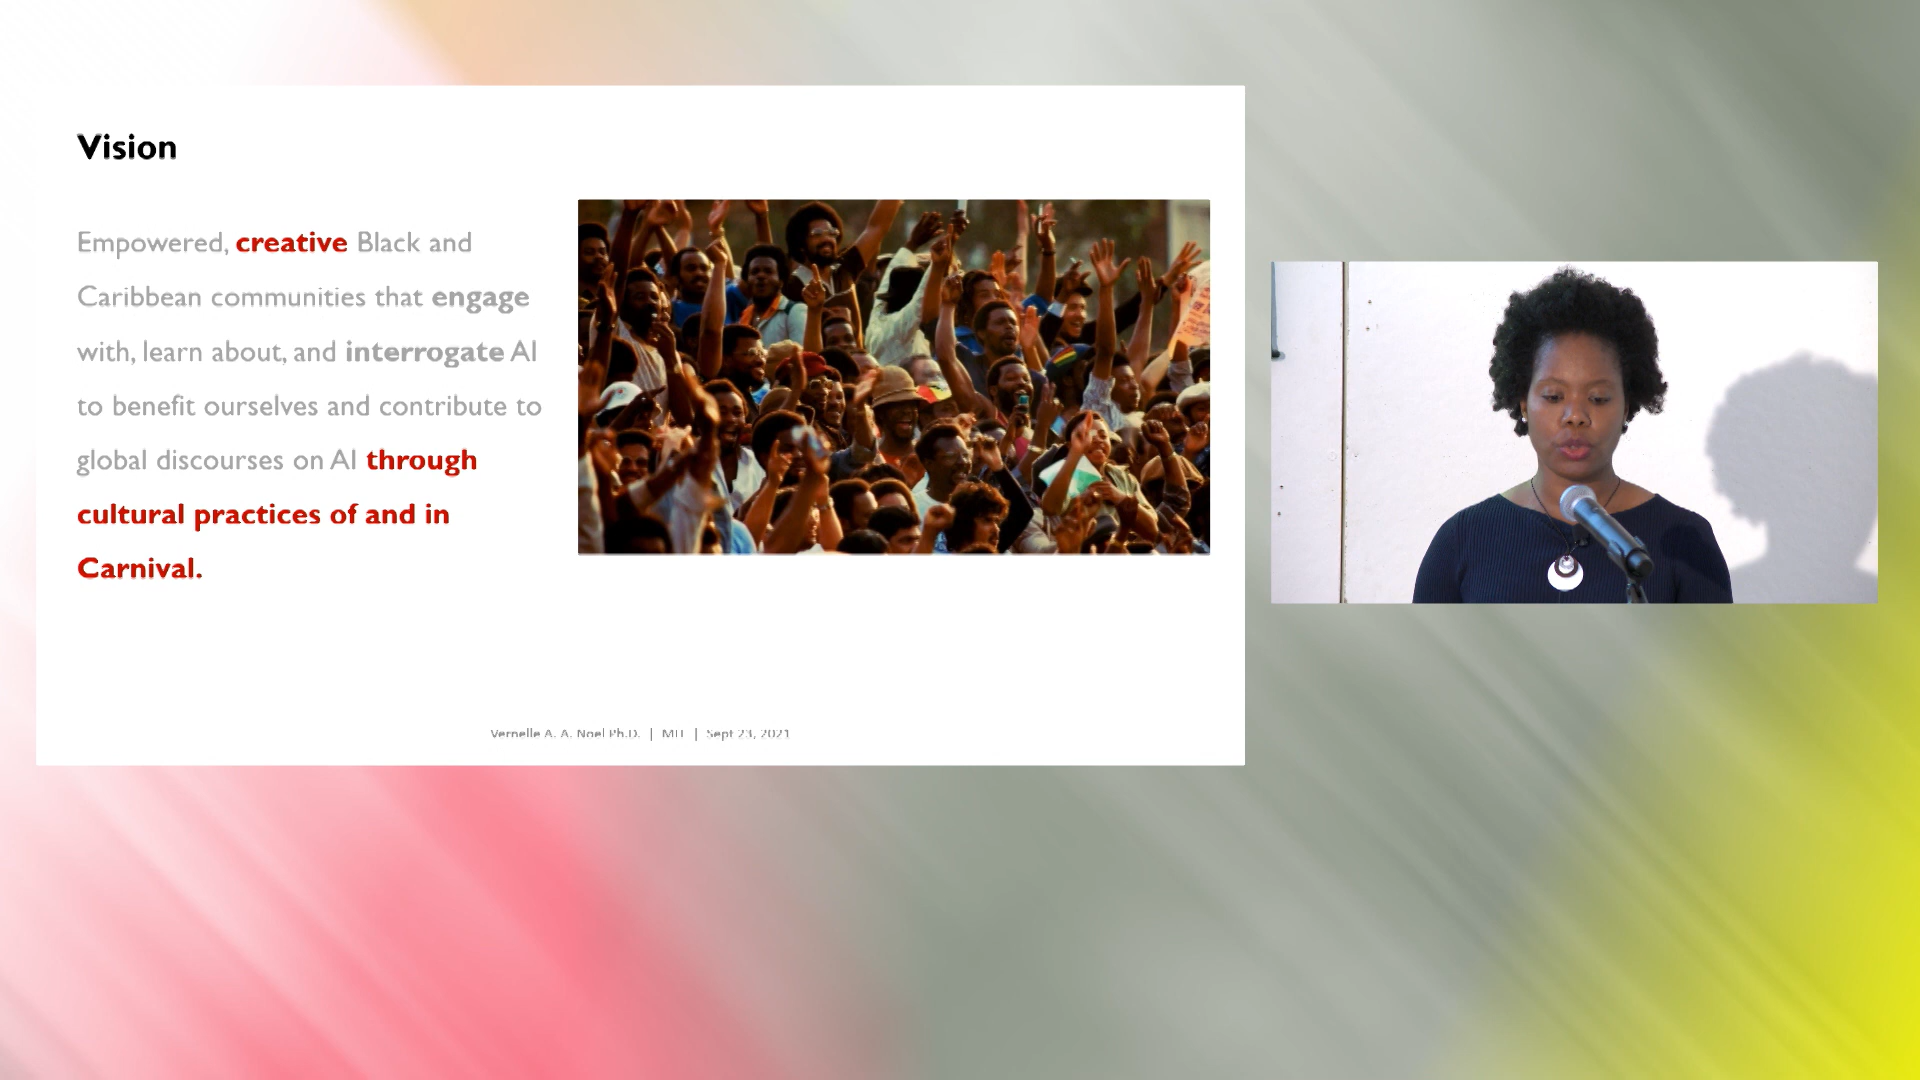 Vision
Empowered, creative Black and
Caribbean communities that engage
with, learn about, and interrogate AI
to benefit ourselves and contribute to
global discourses on AI through
cultural practices of and in
Carnival.
Vernelle A. A. Noel Ph.D. | MIT | Sept 23, 2021